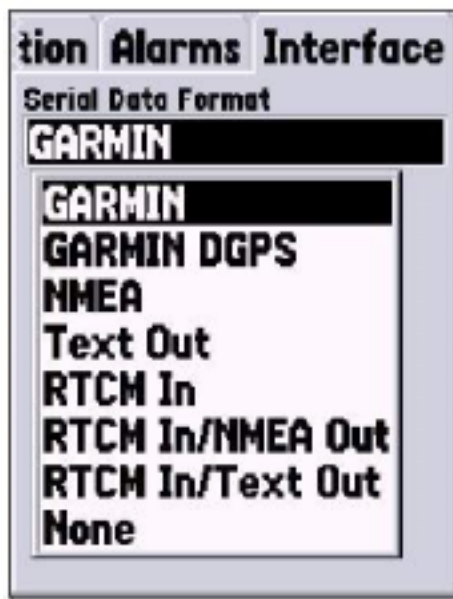 tion Alarms Interface
Serial Data Format
GARMIN
GARMIN
GARMIN DGPS
NMEA
Text Out
RTCM In
RTCM In/NMEA Out
RTCM In/Text Out
None